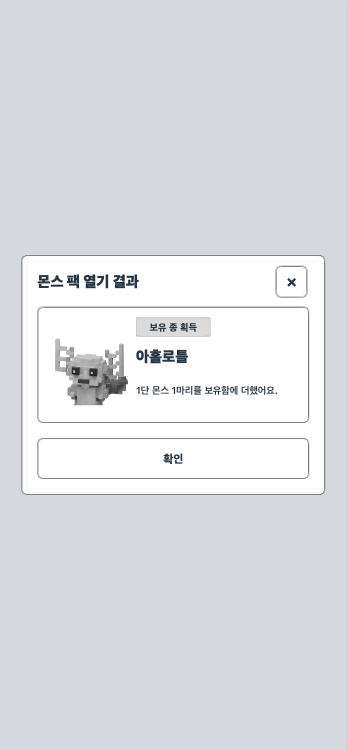 몬스 팩 열기 결과
×
보유 종 획득
아홀로틀
1단 몬스 1마리를 보유함에 더했어요.
확인